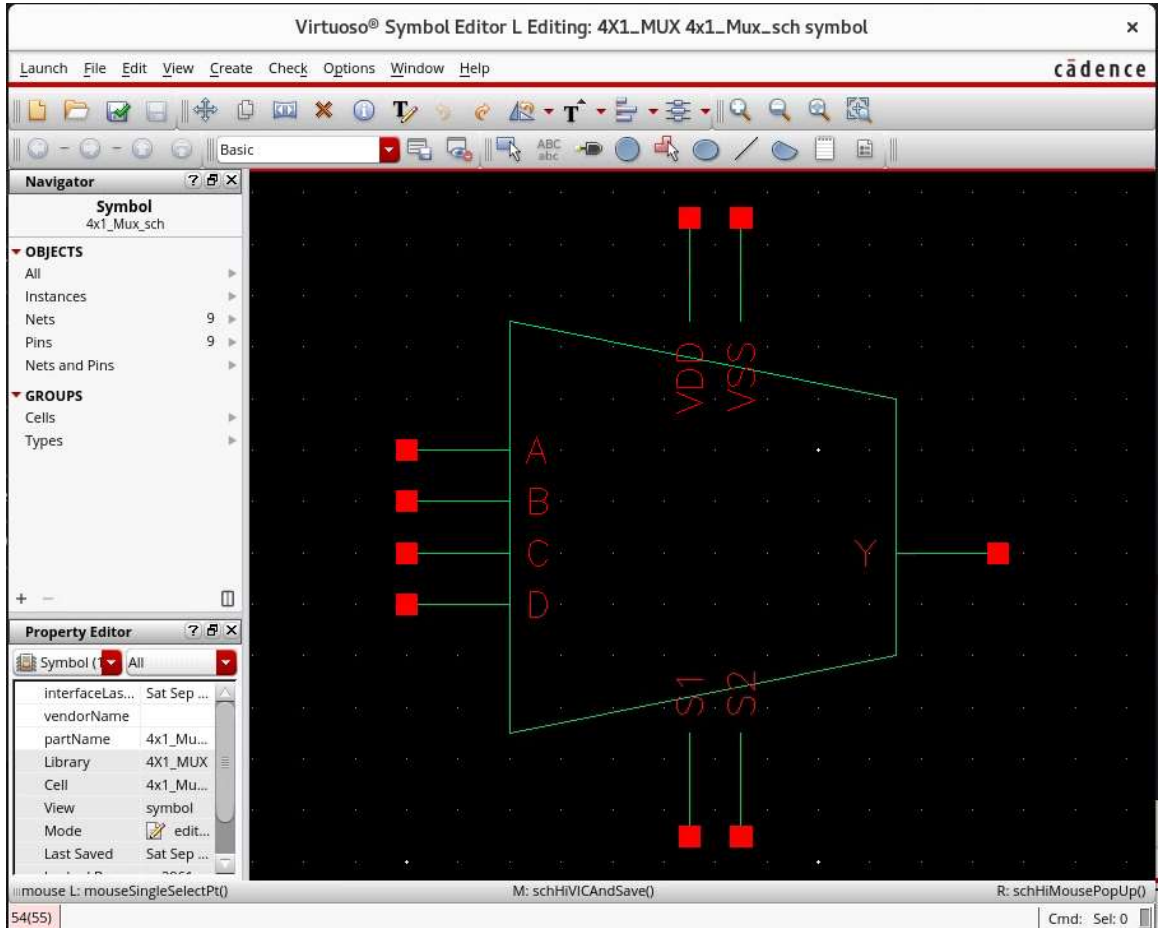 Virtuoso® Symbol Editor L Editing: 4X1_MUX 4x1_Mux_sch symbol
×
Launch File Edit View Create Check Options Window Help
cādence
Basic
ABC
abc
Navigator
Symbol
4x1_Mux_sch
OBJECTS
All
Instances
Nets 9
Pins 9
Nets and Pins
GROUPS
Cells
Types
VDD
VSS
A
B
C
D
Y
S1
S2
Property Editor
Symbol (1 All
interfaceLas... Sat Sep ...
vendorName
partName 4x1_Mu...
Library 4X1_MUX
Cell 4x1_Mu...
View symbol
Mode edit...
Last Saved Sat Sep ...
mouse L: mouseSingleSelectPt() M: schHiVICAndSave() R: schHiMousePopUp()
54(55) Cmd: Sel: 0